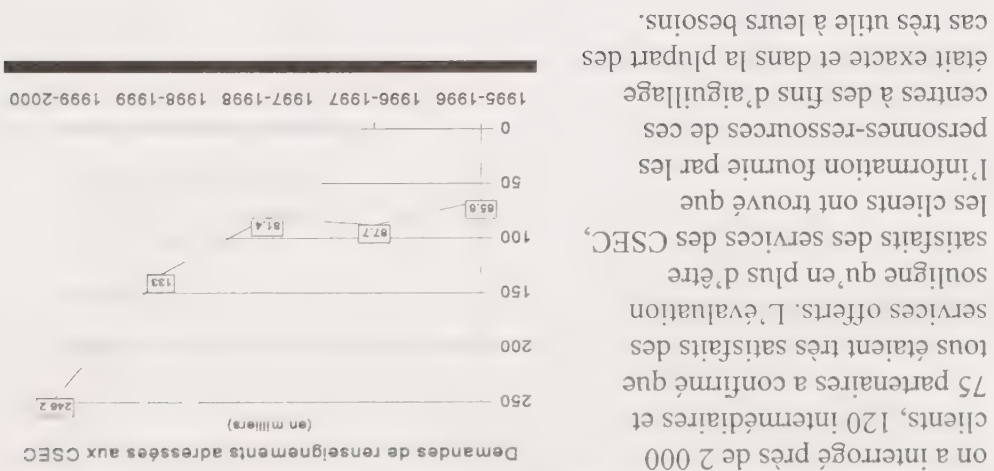 on a interrogé près de 2 000
clients, 120 intermédiaires et
75 partenaires a confirmé que
tous étaient très satisfaits des
services offerts. L'évaluation
souligne qu'en plus d'être
satisfaits des services des CSEC,
les clients ont trouvé que
l'information fournie par les
personnes-ressources de ces
centres à des fins d'aiguillage
était exacte et dans la plupart des
cas très utile à leurs besoins.
Demandes de renseignements adressées aux CSEC
(en milliers)
250
246.2
200
150
133
100
87.7
81.4
65.8
50
0
1995-1996 1996-1997 1997-1998 1998-1999 1999-2000